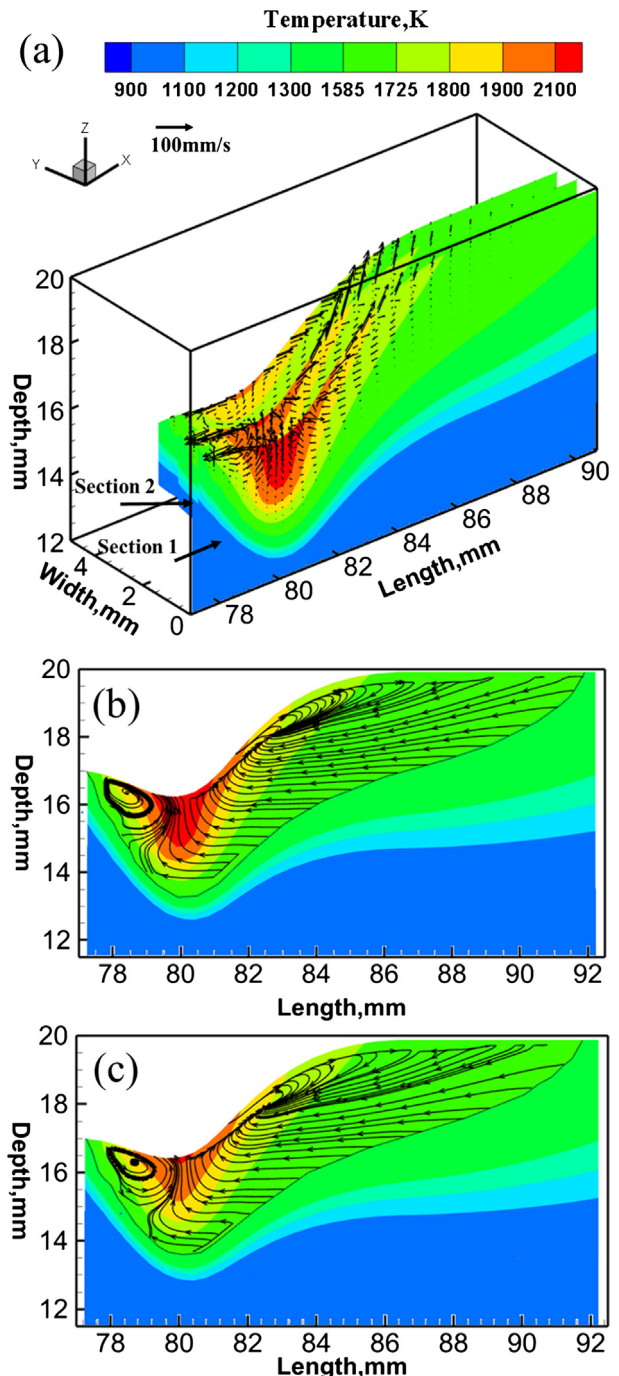 Temperature,K
(a)
900 1100 1200 1300 1585 1725 1800 1900 2100
Z
Y
X
100mm/s
20
18
16
14
12
Depth,mm
Section 2
Section 1
4
2
0
Width,mm
78
80
82
84
86
88
90
Length,mm
(b)
20
18
16
14
12
Depth,mm
78 80 82 84 86 88 90 92
Length,mm
(c)
20
18
16
14
12
Depth,mm
78 80 82 84 86 88 90 92
Length,mm